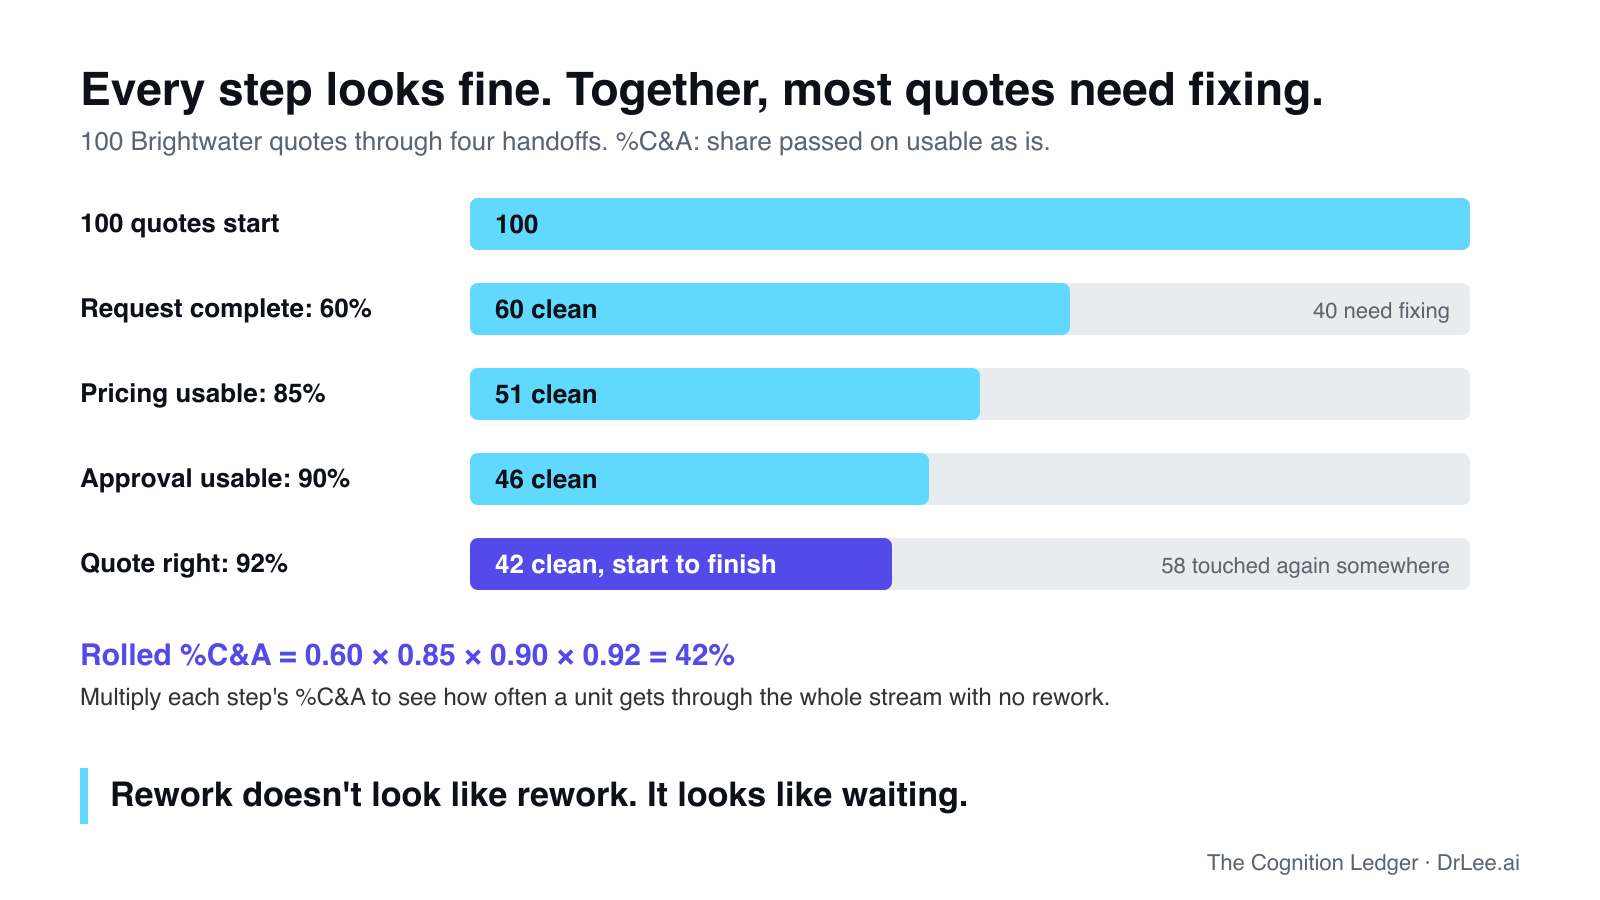 Every step looks fine. Together, most quotes need fixing.
100 Brightwater quotes through four handoffs. %C&A: share passed on usable as is.
100 quotes start
100
Request complete: 60%
60 clean
40 need fixing
Pricing usable: 85%
51 clean
Approval usable: 90%
46 clean
Quote right: 92%
42 clean, start to finish
58 touched again somewhere
Rolled %C&A = 0.60 × 0.85 × 0.90 × 0.92 = 42%
Multiply each step's %C&A to see how often a unit gets through the whole stream with no rework.
Rework doesn't look like rework. It looks like waiting.
The Cognition Ledger · DrLee.ai